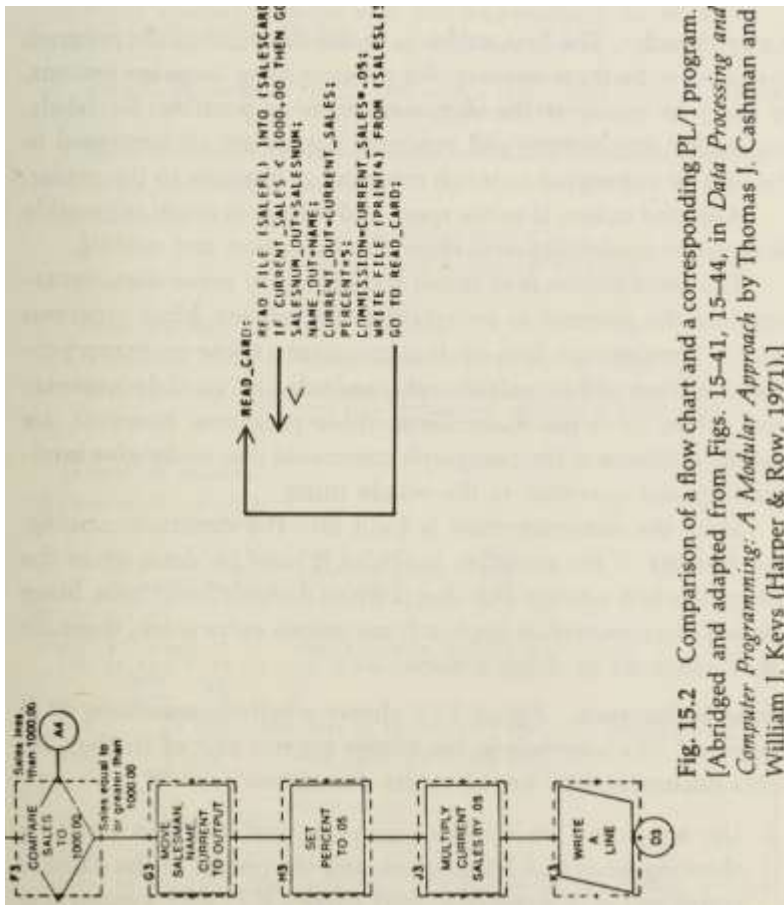 F3
COMPARE
SALES
TO
1000.00
Sales less
than 1000.00
A4
Sales equal to
or greater than
1000.00
G3
MOVE
SALESMAN,
NAME,
CURRENT
TO OUTPUT
H3
SET
PERCENT
TO .05
J3
MULTIPLY
CURRENT
SALES BY .05
K3
WRITE
A
LINE
D3
READ_CARD:
READ FILE (SALEFL) INTO (SALESCARD
IF CURRENT_SALES < 1000.00 THEN GO
SALESNUM_OUT=SALESNUM;
NAME_OUT=NAME;
CURRENT_OUT=CURRENT_SALES;
PERCENT=5;
COMMISSION=CURRENT_SALES*.05;
WRITE FILE (PRINT4) FROM (SALESLIS
GO TO READ_CARD;
<
Fig. 15.2 Comparison of a flow chart and a corresponding PL/I program.
[Abridged and adapted from Figs. 15–41, 15–44, in Data Processing and
Computer Programming: A Modular Approach by Thomas J. Cashman and
William J. Keys (Harper & Row, 1971).]